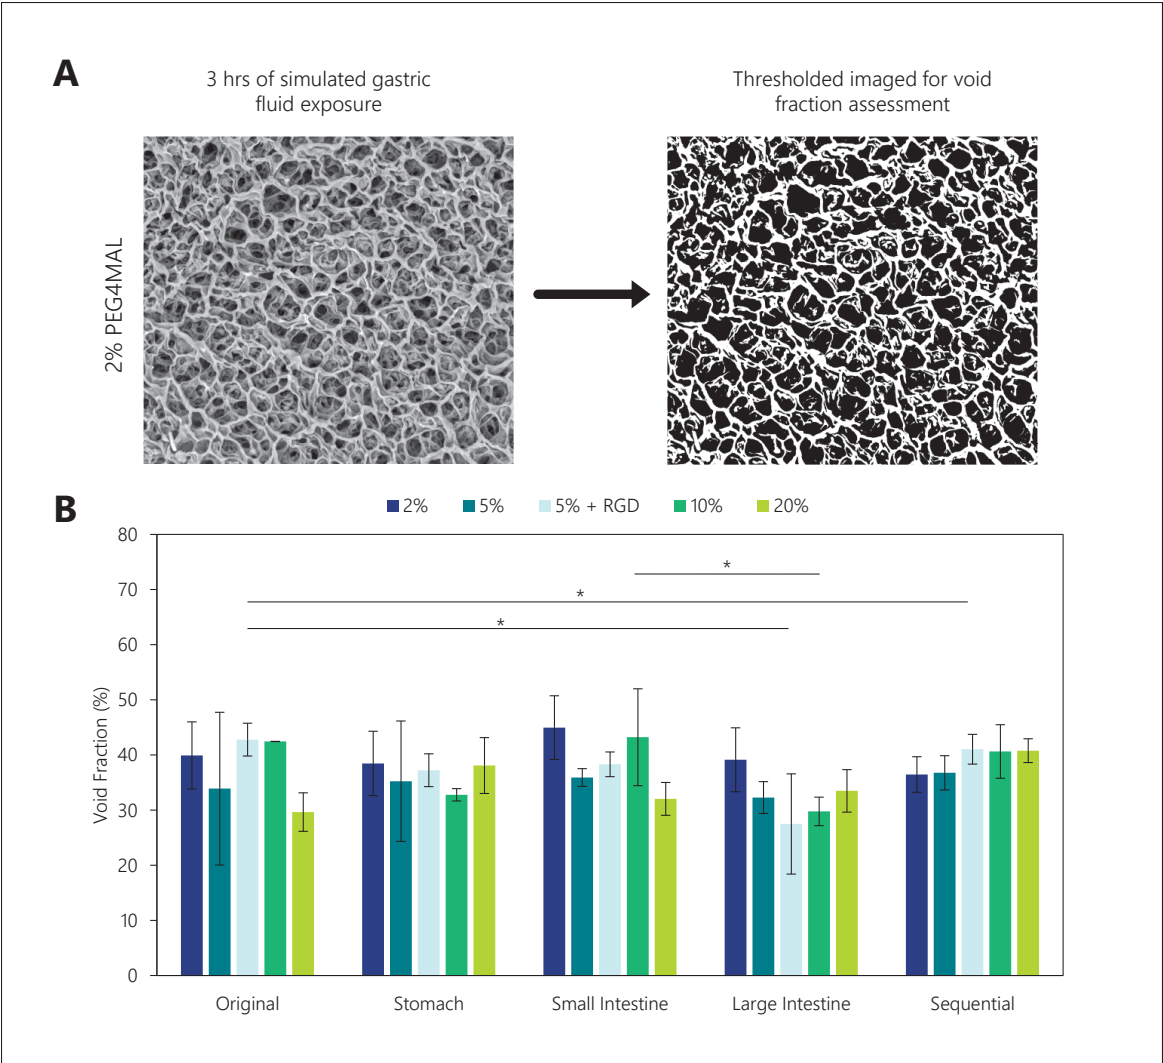 A
3 hrs of simulated gastric
fluid exposure
Thresholded imaged for void
fraction assessment
2% PEG4MAL
B
2% 5% 5% + RGD 10% 20%
Void Fraction (%)
80
70
60
50
40
30
20
10
0
*
*
*
Original Stomach Small Intestine Large Intestine Sequential